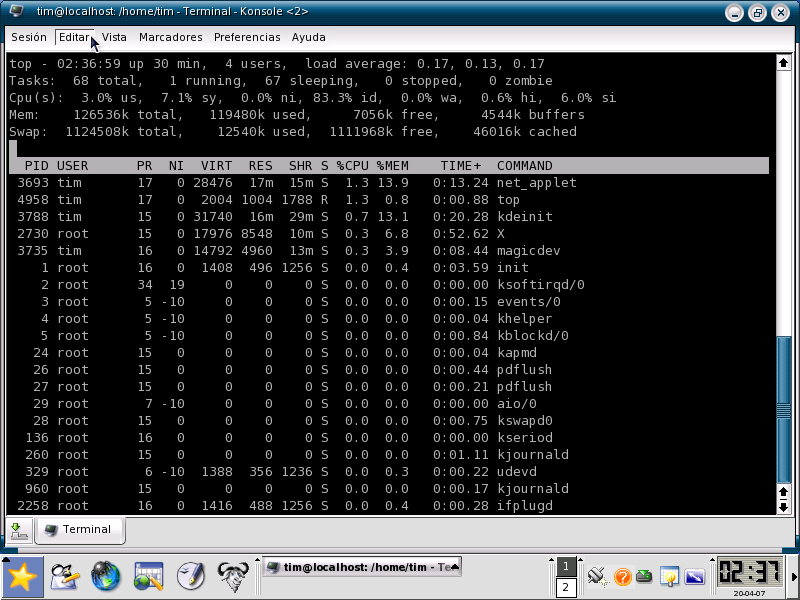 tim@localhost: /home/tim - Terminal - Konsole <2>
Sesión Editar Vista Marcadores Preferencias Ayuda
top - 02:36:59 up 30 min,  4 users,  load average: 0.17, 0.13, 0.17
Tasks:  68 total,   1 running,  67 sleeping,   0 stopped,   0 zombie
Cpu(s):  3.0% us,  7.1% sy,  0.0% ni, 83.3% id,  0.0% wa,  0.6% hi,  6.0% si
Mem:    126536k total,   119480k used,     7056k free,     4544k buffers
Swap:  1124508k total,    12540k used,  1111968k free,    46016k cached
PID USER      PR  NI  VIRT  RES  SHR S %CPU %MEM    TIME+  COMMAND
3693 tim       17   0 28476  17m  15m S  1.3 13.9   0:13.24 net_applet
4958 tim       17   0  2004 1004 1788 R  1.3  0.8   0:00.88 top
3788 tim       15   0 31740  16m  29m S  0.7 13.1   0:20.28 kdeinit
2730 root      15   0 17976 8548  10m S  0.3  6.8   0:52.62 X
3735 tim       16   0 14792 4960  13m S  0.3  3.9   0:08.44 magicdev
1 root      16   0  1408  496 1256 S  0.0  0.4   0:03.59 init
2 root      34  19     0    0    0 S  0.0  0.0   0:00.00 ksoftirqd/0
3 root       5 -10     0    0    0 S  0.0  0.0   0:00.15 events/0
4 root       5 -10     0    0    0 S  0.0  0.0   0:00.04 khelper
5 root       5 -10     0    0    0 S  0.0  0.0   0:00.84 kblockd/0
24 root      15   0     0    0    0 S  0.0  0.0   0:00.04 kapmd
26 root      15   0     0    0    0 S  0.0  0.0   0:00.44 pdflush
27 root      15   0     0    0    0 S  0.0  0.0   0:00.21 pdflush
29 root       7 -10     0    0    0 S  0.0  0.0   0:00.00 aio/0
28 root      15   0     0    0    0 S  0.0  0.0   0:00.75 kswapd0
136 root      16   0     0    0    0 S  0.0  0.0   0:00.00 kseriod
260 root      15   0     0    0    0 S  0.0  0.0   0:01.11 kjournald
329 root       6 -10  1388  356 1236 S  0.0  0.3   0:00.22 udevd
960 root      15   0     0    0    0 S  0.0  0.0   0:00.17 kjournald
2258 root      16   0  1416  488 1256 S  0.0  0.4   0:00.28 ifplugd
Terminal
tim@localhost: /home/tim - Te
1
2
02:37
20-04-07